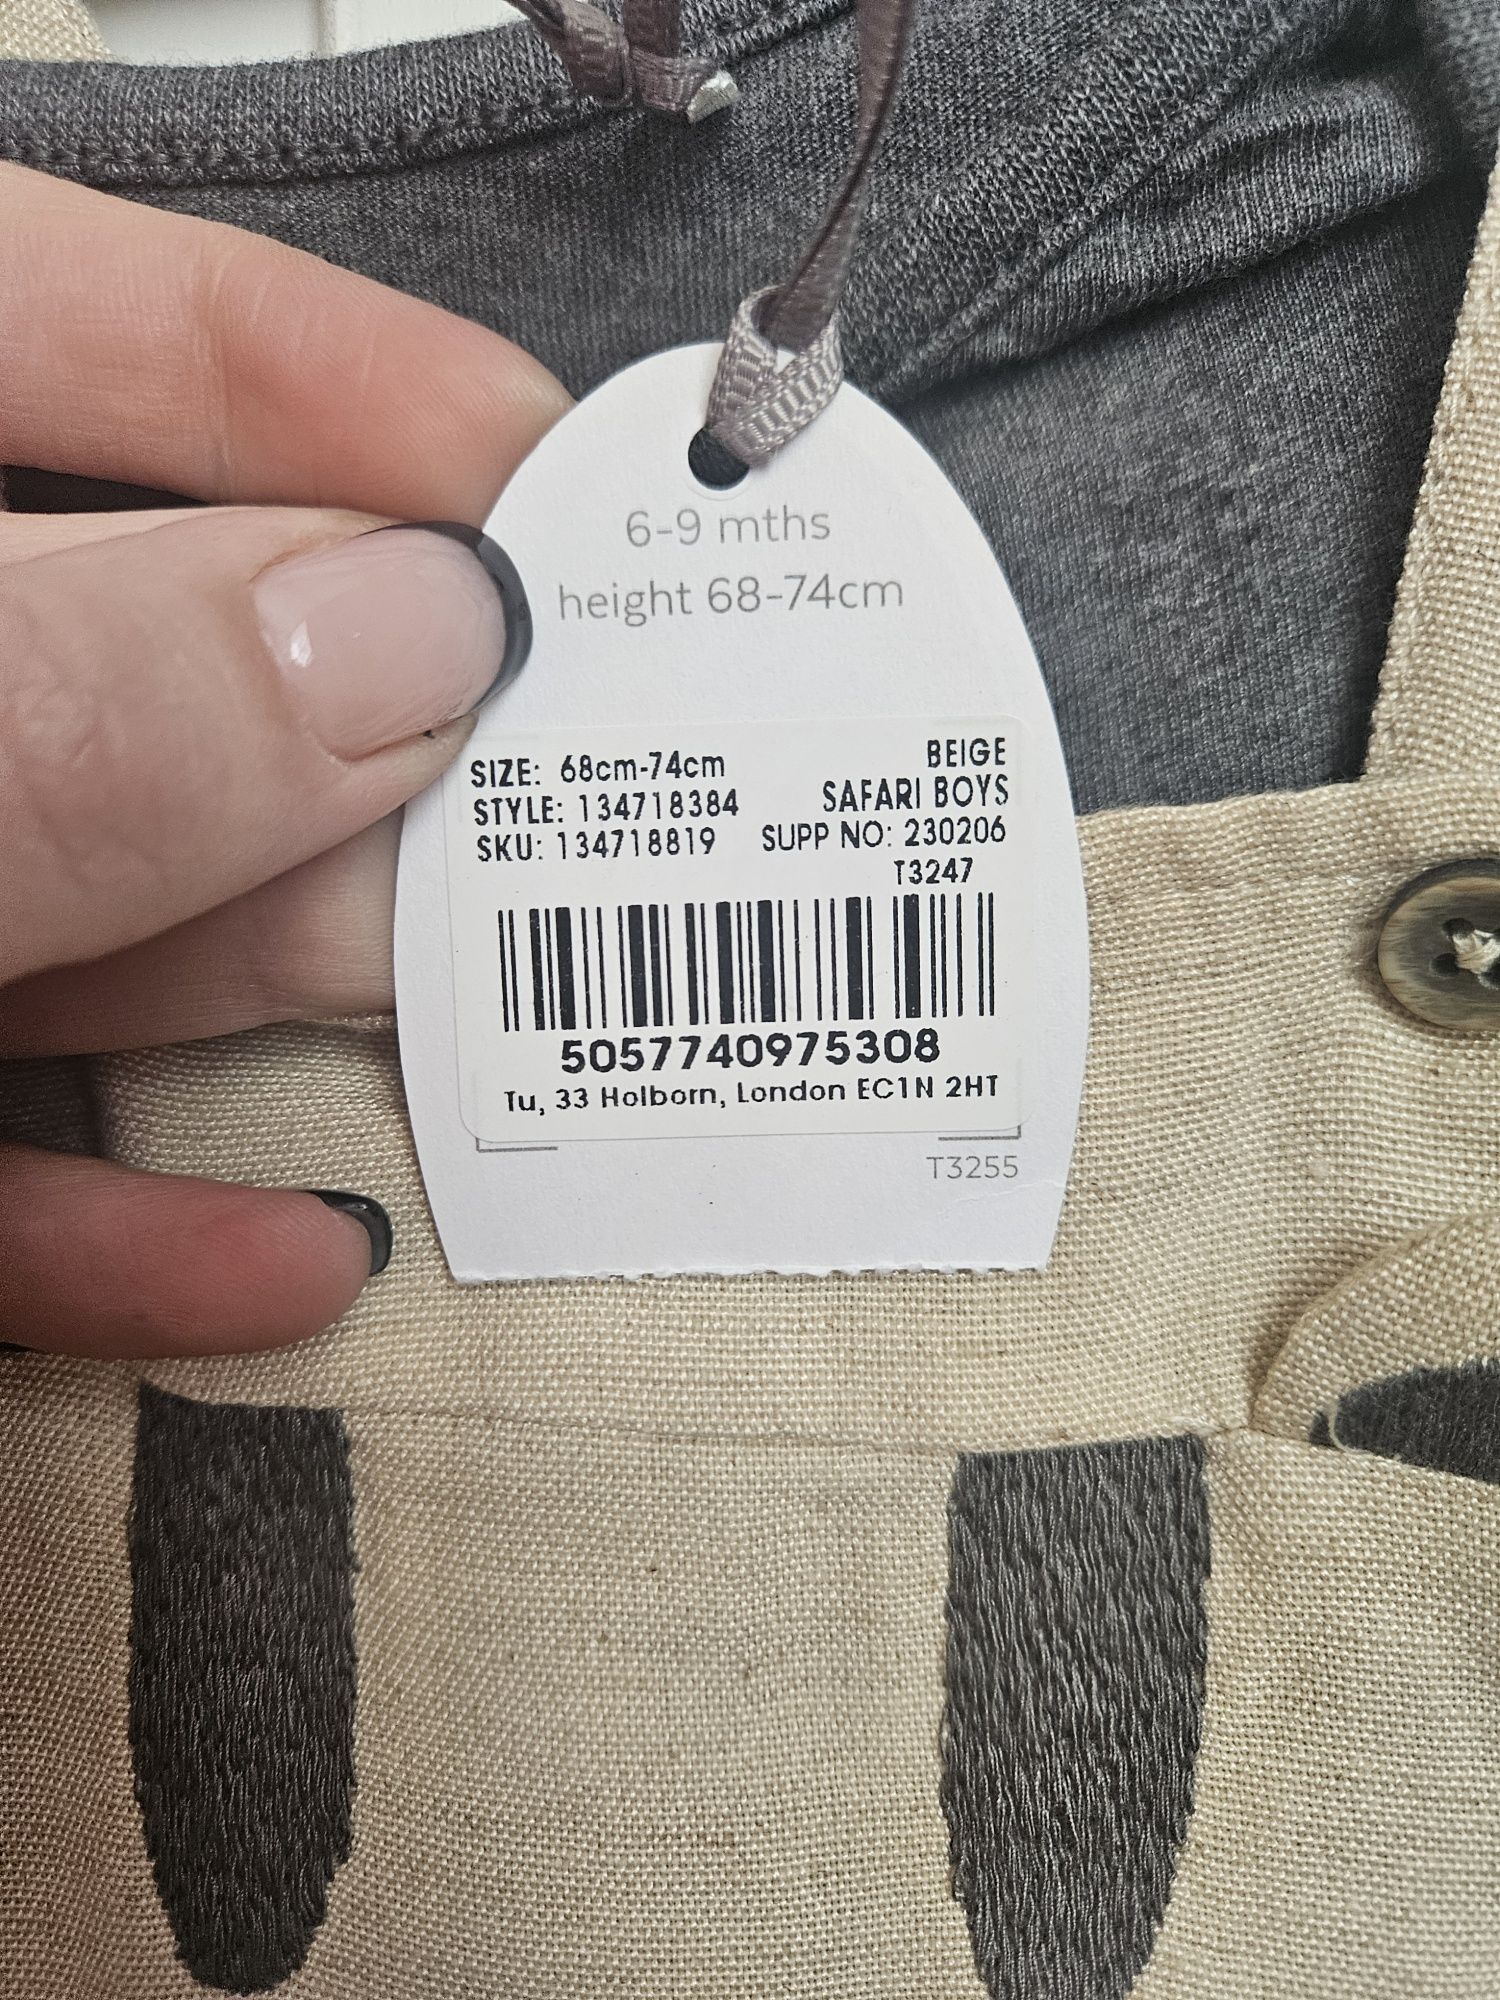 6-9 mths
height 68-74cm
SIZE: 68cm-74cm BEIGE
STYLE: 134718384 SAFARI BOYS
SKU: 134718819 SUPP NO: 230206
T3247
5057740975308
Tu, 33 Holborn, London EC1N 2HT
T3255